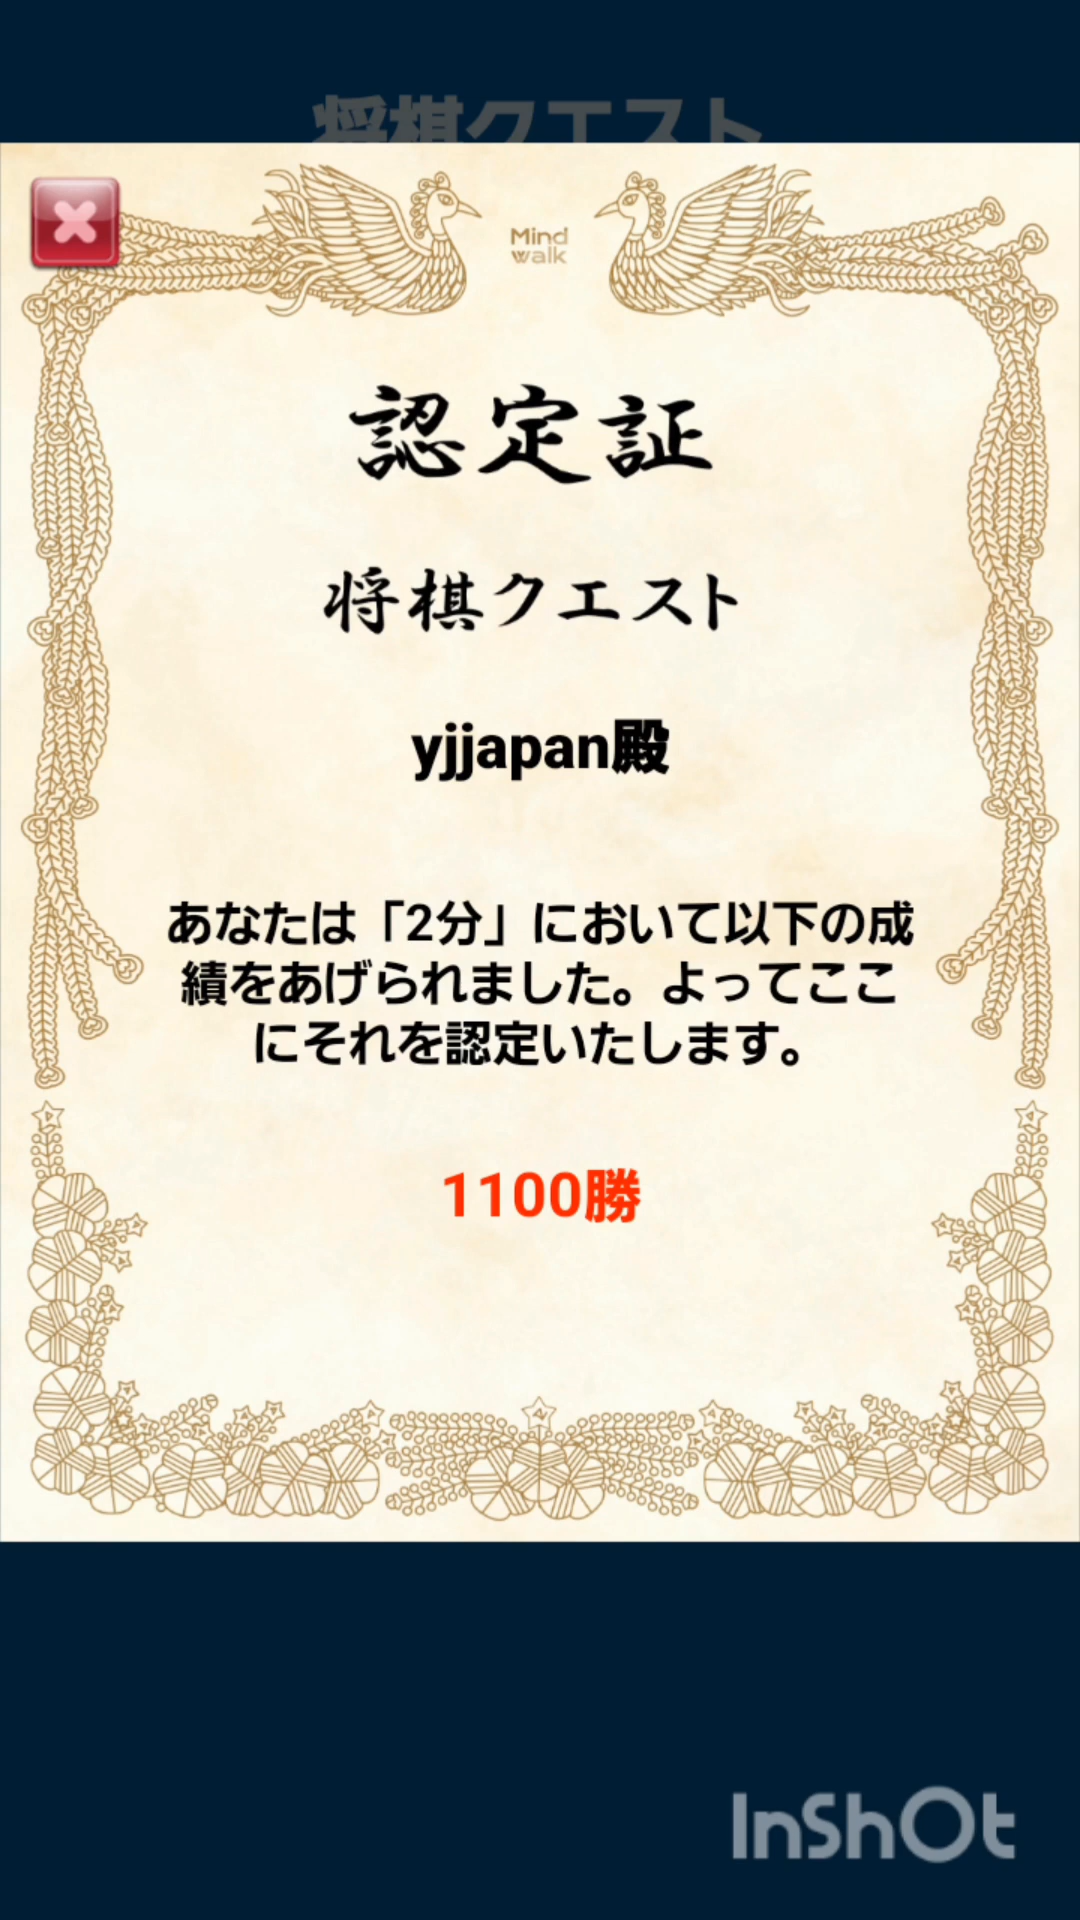 将棋クエスト
Mind
walk
認定証
将棋クエスト
yjjapan殿
あなたは「2分」において以下の成
績をあげられました。よってここ
にそれを認定いたします。
1100勝
InShOt